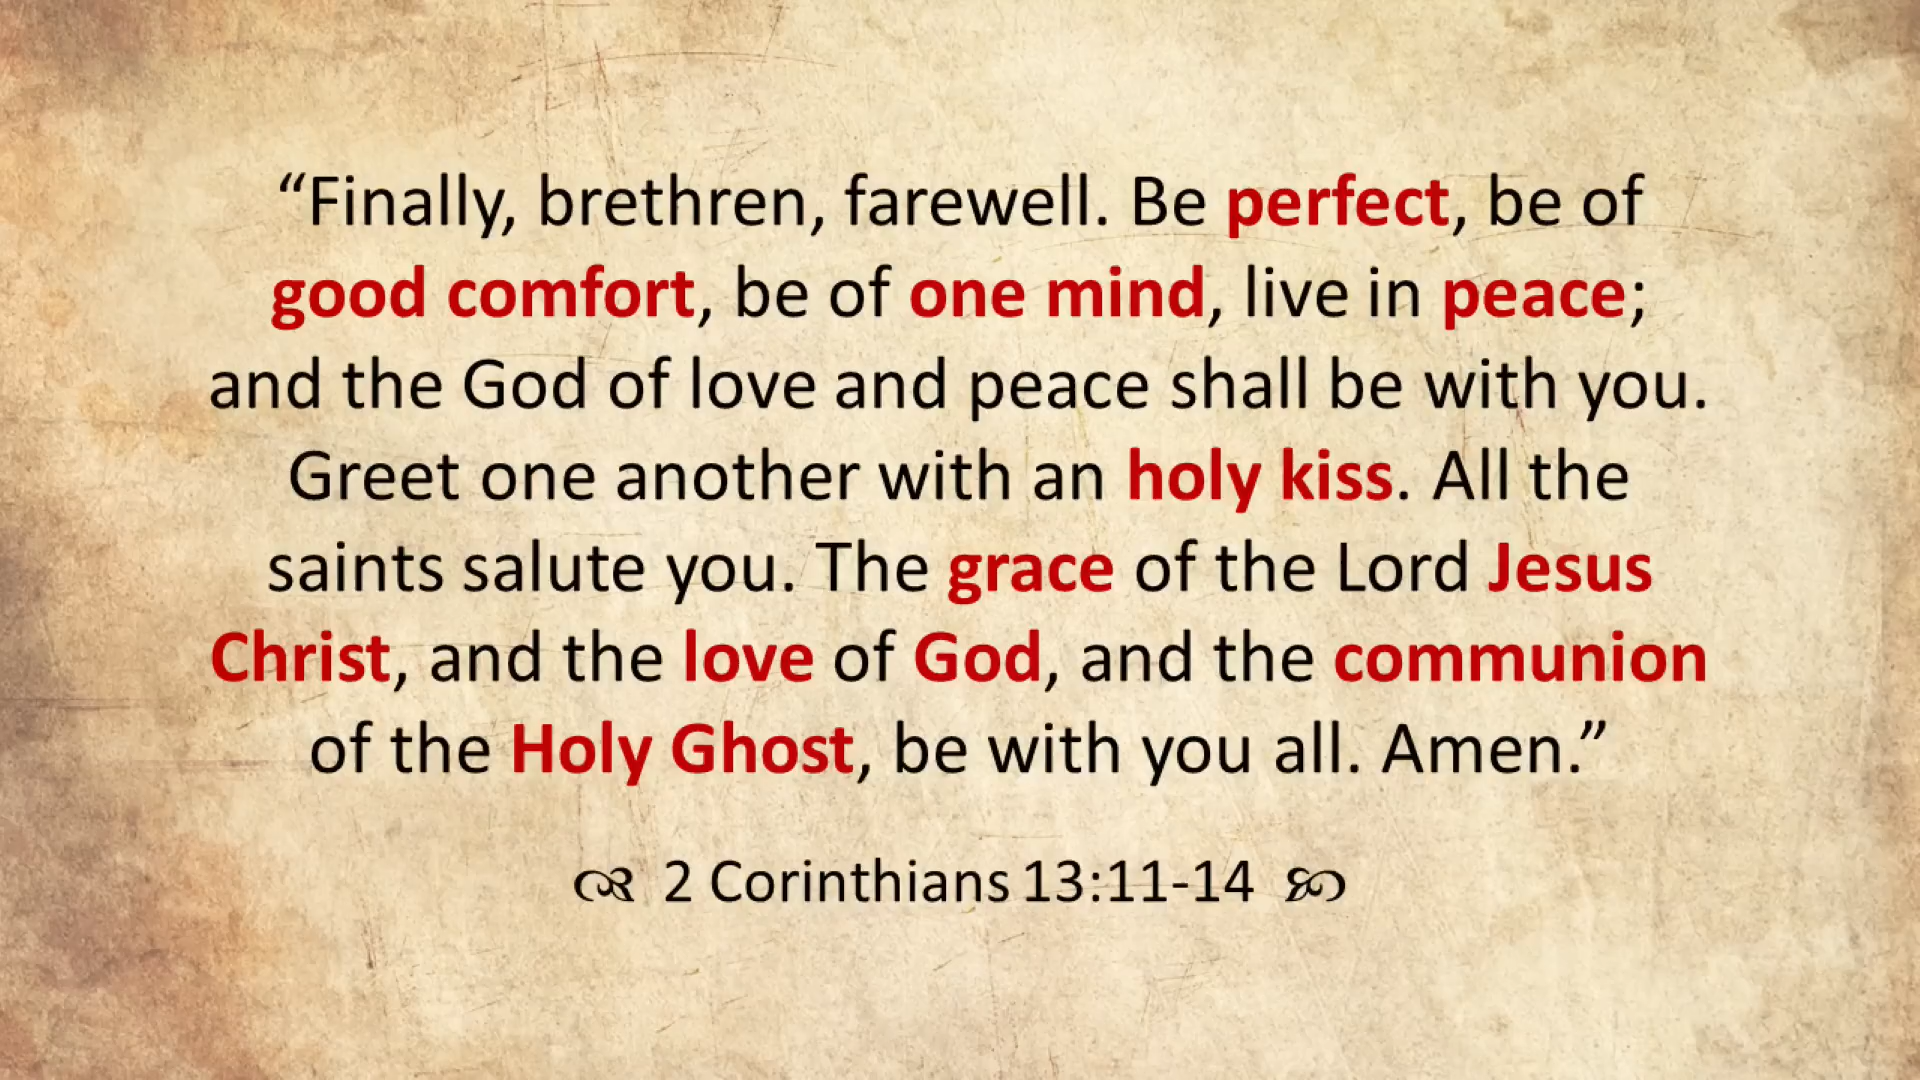 “Finally, brethren, farewell. Be perfect, be of
good comfort, be of one mind, live in peace;
and the God of love and peace shall be with you.
Greet one another with an holy kiss. All the
saints salute you. The grace of the Lord Jesus
Christ, and the love of God, and the communion
of the Holy Ghost, be with you all. Amen.”
2 Corinthians 13:11-14